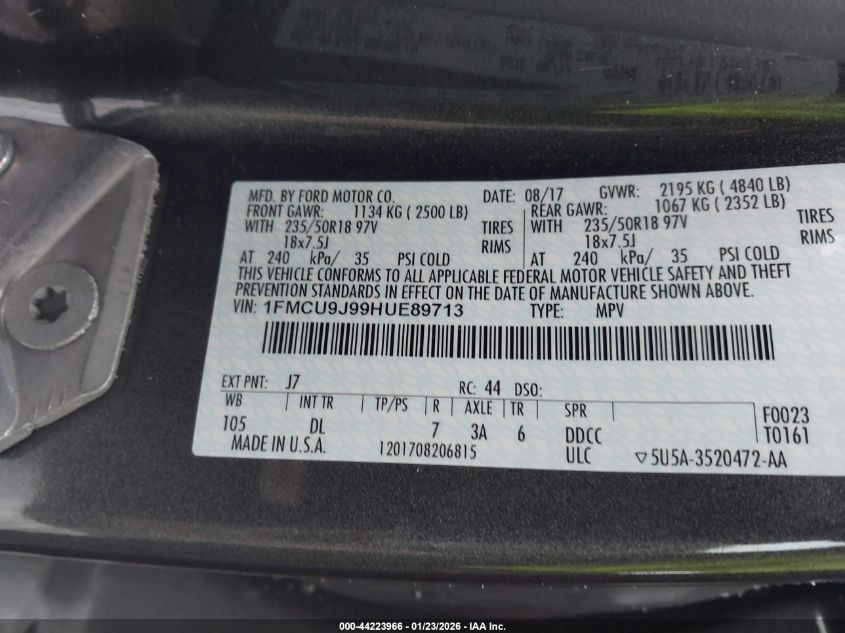 MFD. BY FORD MOTOR CO. DATE: 08/17 GVWR: 2195 KG ( 4840 LB)
FRONT GAWR: 1134 KG ( 2500 LB) REAR GAWR: 1067 KG ( 2352 LB)
WITH 235/50R18 97V TIRES WITH 235/50R18 97V TIRES
18x7.5J RIMS 18x7.5J RIMS
AT 240 kPa/ 35 PSI COLD AT 240 kPa/ 35 PSI COLD
THIS VEHICLE CONFORMS TO ALL APPLICABLE FEDERAL MOTOR VEHICLE SAFETY AND THEFT
PREVENTION STANDARDS IN EFFECT ON THE DATE OF MANUFACTURE SHOWN ABOVE.
VIN: 1FMCU9J99HUE89713 TYPE: MPV
EXT PNT: J7 RC: 44 DSO:
WB INT TR TP/PS R AXLE TR SPR F0023
105 DL 7 3A 6 DDCC T0161
MADE IN U.S.A. 1201708206815 ULC ▽5U5A-3520472-AA
000-44223966 - 01/23/2026 - IAA Inc.